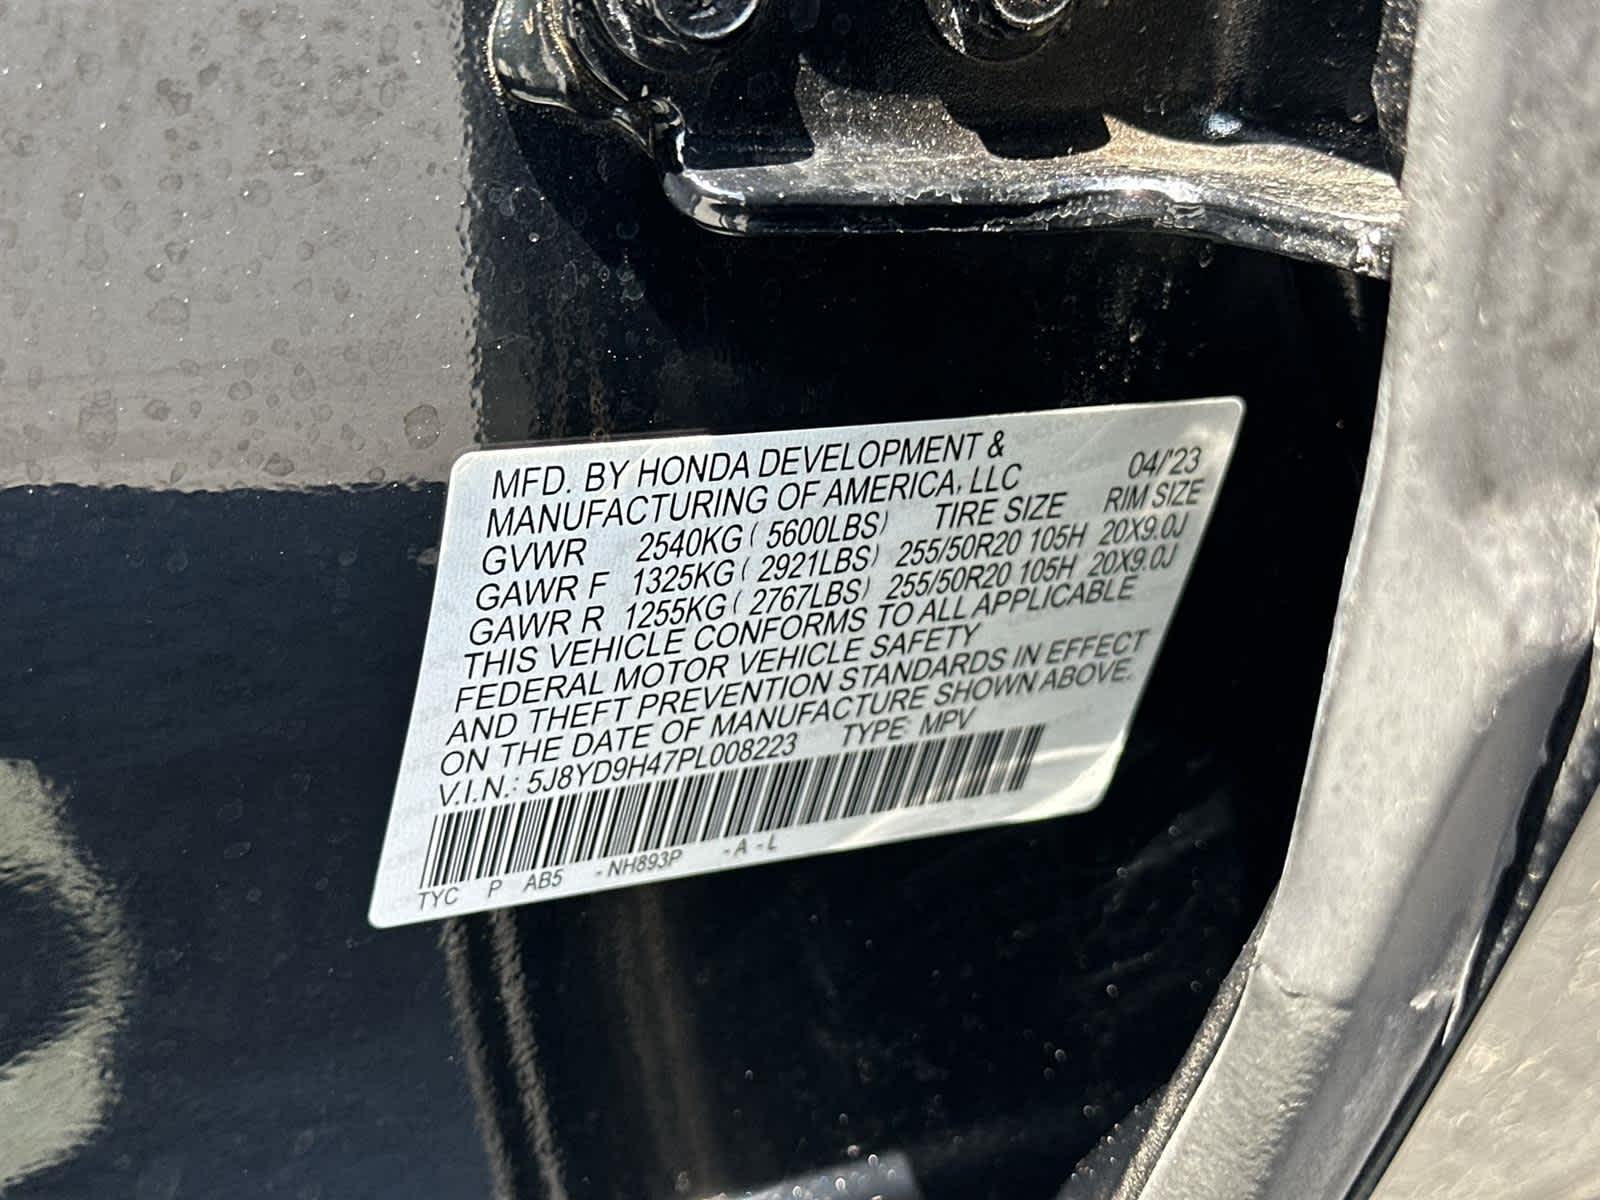 MFD. BY HONDA DEVELOPMENT &
MANUFACTURING OF AMERICA, LLC 04/'23
GVWR 2540KG ( 5600LBS) TIRE SIZE RIM SIZE
GAWR F 1325KG ( 2921LBS) 255/50R20 105H 20X9.0J
GAWR R 1255KG ( 2767LBS) 255/50R20 105H 20X9.0J
THIS VEHICLE CONFORMS TO ALL APPLICABLE
FEDERAL MOTOR VEHICLE SAFETY
AND THEFT PREVENTION STANDARDS IN EFFECT
ON THE DATE OF MANUFACTURE SHOWN ABOVE.
V.I.N.: 5J8YD9H47PL008223 TYPE: MPV
TYC P AB5 - NH893P - A - L